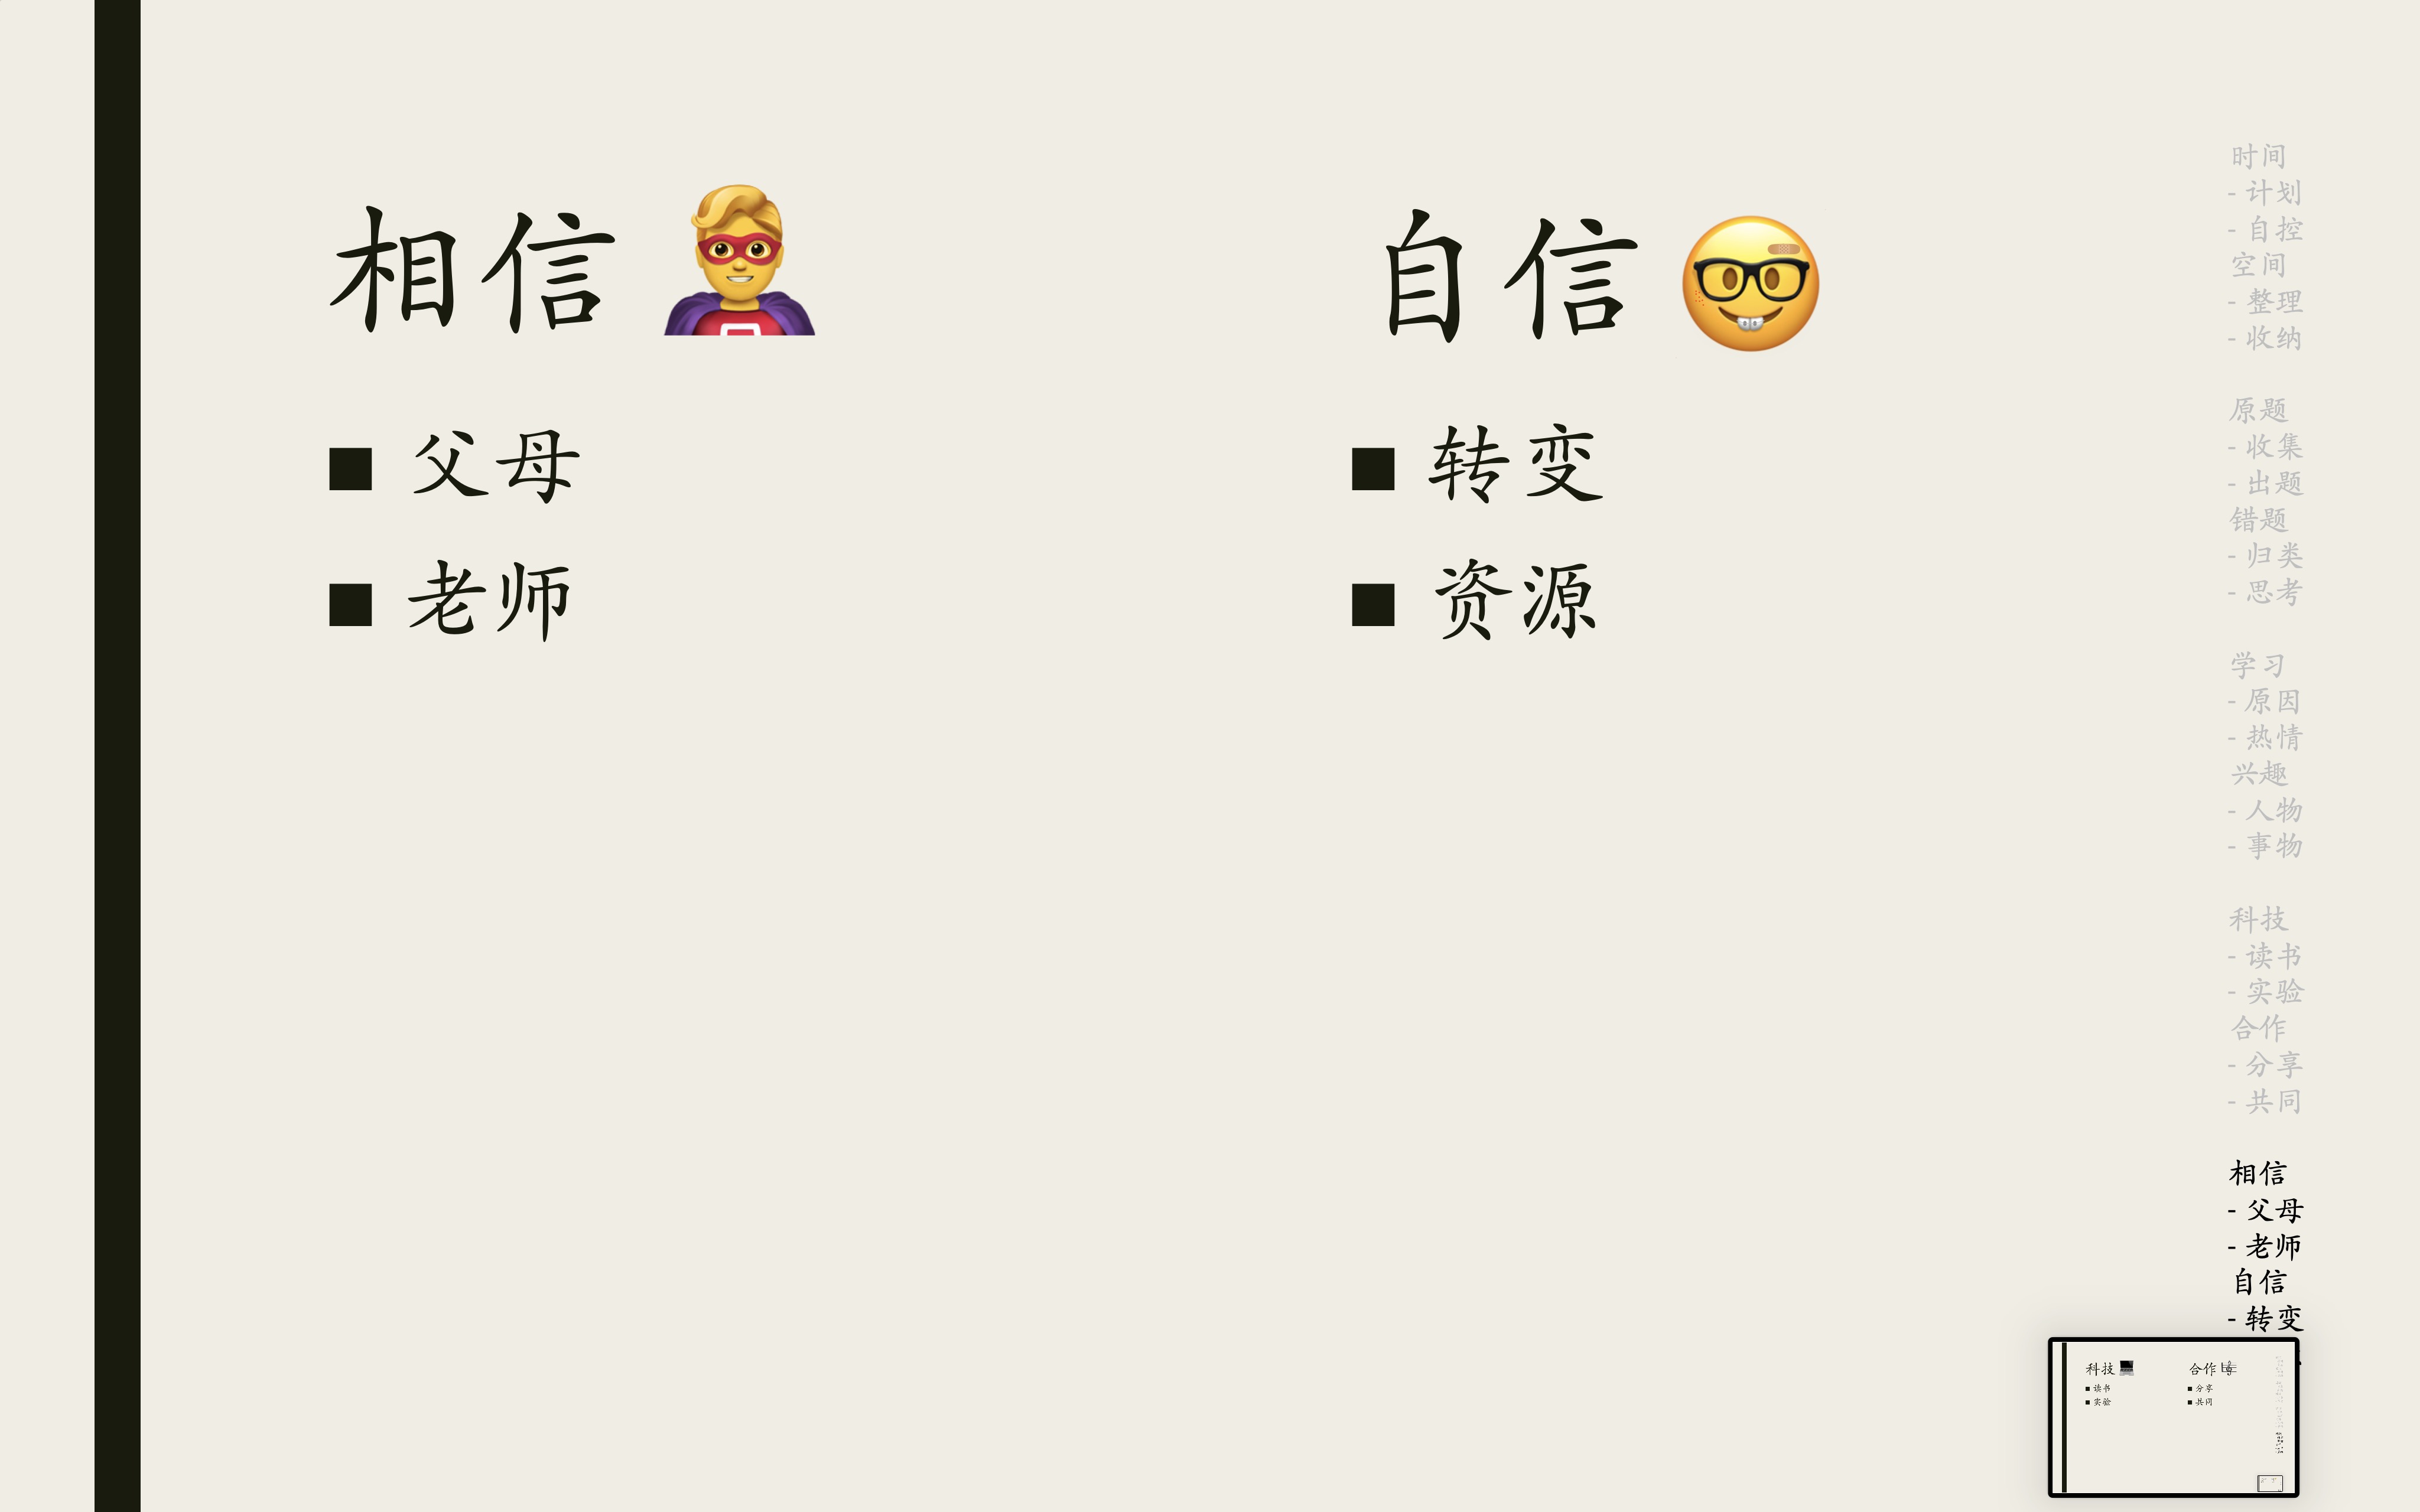 相信
■ 父母
■ 老师
自信
■ 转变
■ 资源
时间
- 计划
- 自控
空间
- 整理
- 收纳
原题
- 收集
- 出题
错题
- 归类
- 思考
学习
- 原因
- 热情
兴趣
- 人物
- 事物
科技
- 读书
- 实验
合作
- 分享
- 共同
相信
- 父母
- 老师
自信
- 转变
科技
■ 读书
■ 实验
合作
■ 分享
■ 共同